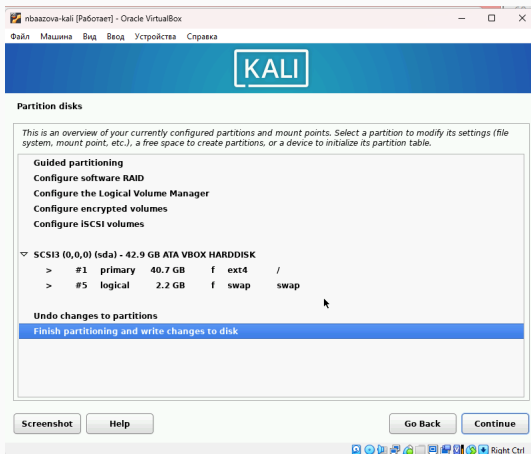 nbaazova-kali [Работает] - Oracle VirtualBox
Файл Машина Вид Ввод Устройства Справка
KALI
Partition disks
This is an overview of your currently configured partitions and mount points. Select a partition to modify its settings (file
system, mount point, etc.), a free space to create partitions, or a device to initialize its partition table.
Guided partitioning
Configure software RAID
Configure the Logical Volume Manager
Configure encrypted volumes
Configure iSCSI volumes
SCSI3 (0,0,0) (sda) - 42.9 GB ATA VBOX HARDDISK
> #1 primary 40.7 GB f ext4 /
> #5 logical 2.2 GB f swap swap
Undo changes to partitions
Finish partitioning and write changes to disk
Screenshot Help Go Back Continue
Right Ctrl